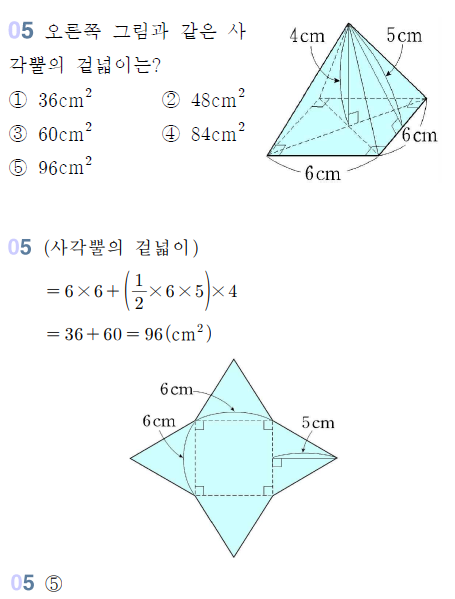 05 오른쪽 그림과 같은 사
각뿔의 겉넓이는?
① 36cm² ② 48cm²
③ 60cm² ④ 84cm²
⑤ 96cm²
4cm 5cm
6cm
6cm
05 (사각뿔의 겉넓이)
=6×6+(1/2×6×5)×4
=36+60=96(cm²)
6cm
6cm 5cm
05 ⑤